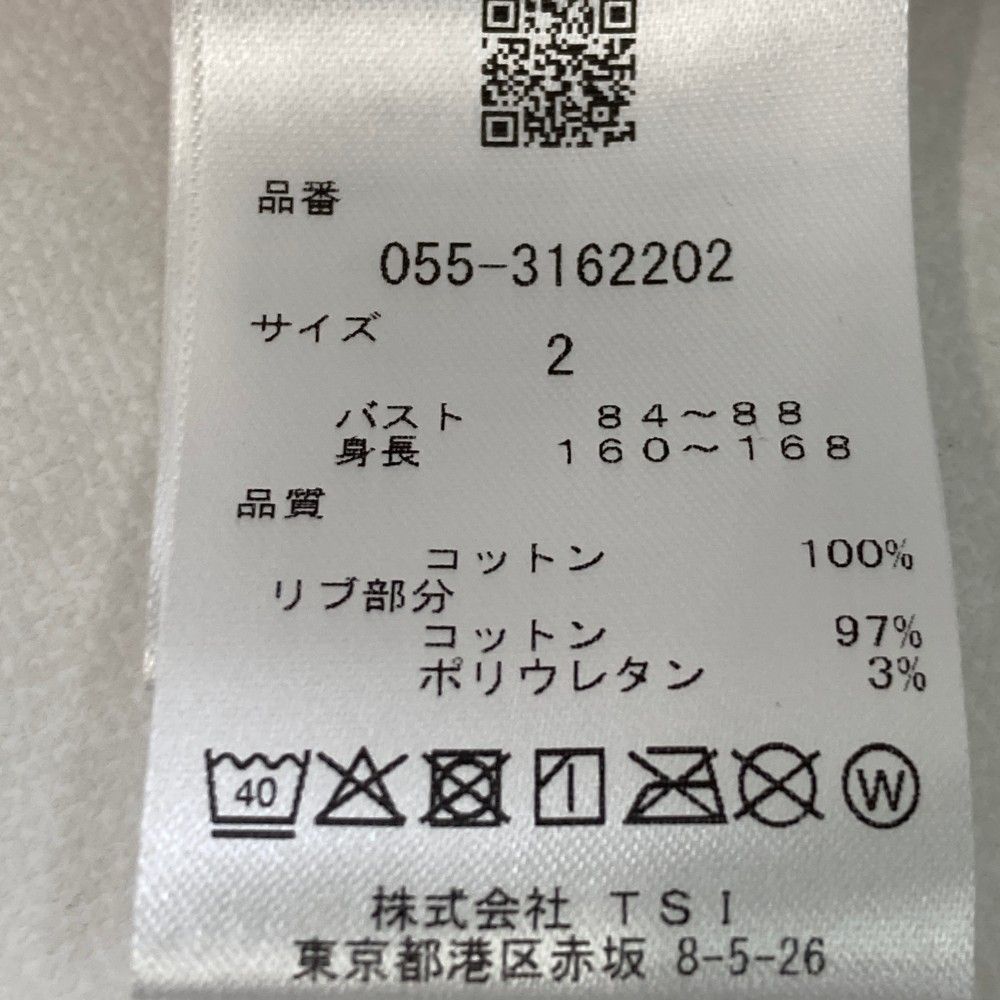 品番
055-3162202
サイズ
2
バスト 84～88
身長 160～168
品質
コットン 100%
リブ部分
コットン 97%
ポリウレタン 3%
40
W
株式会社 TSI
東京都港区赤坂 8-5-26